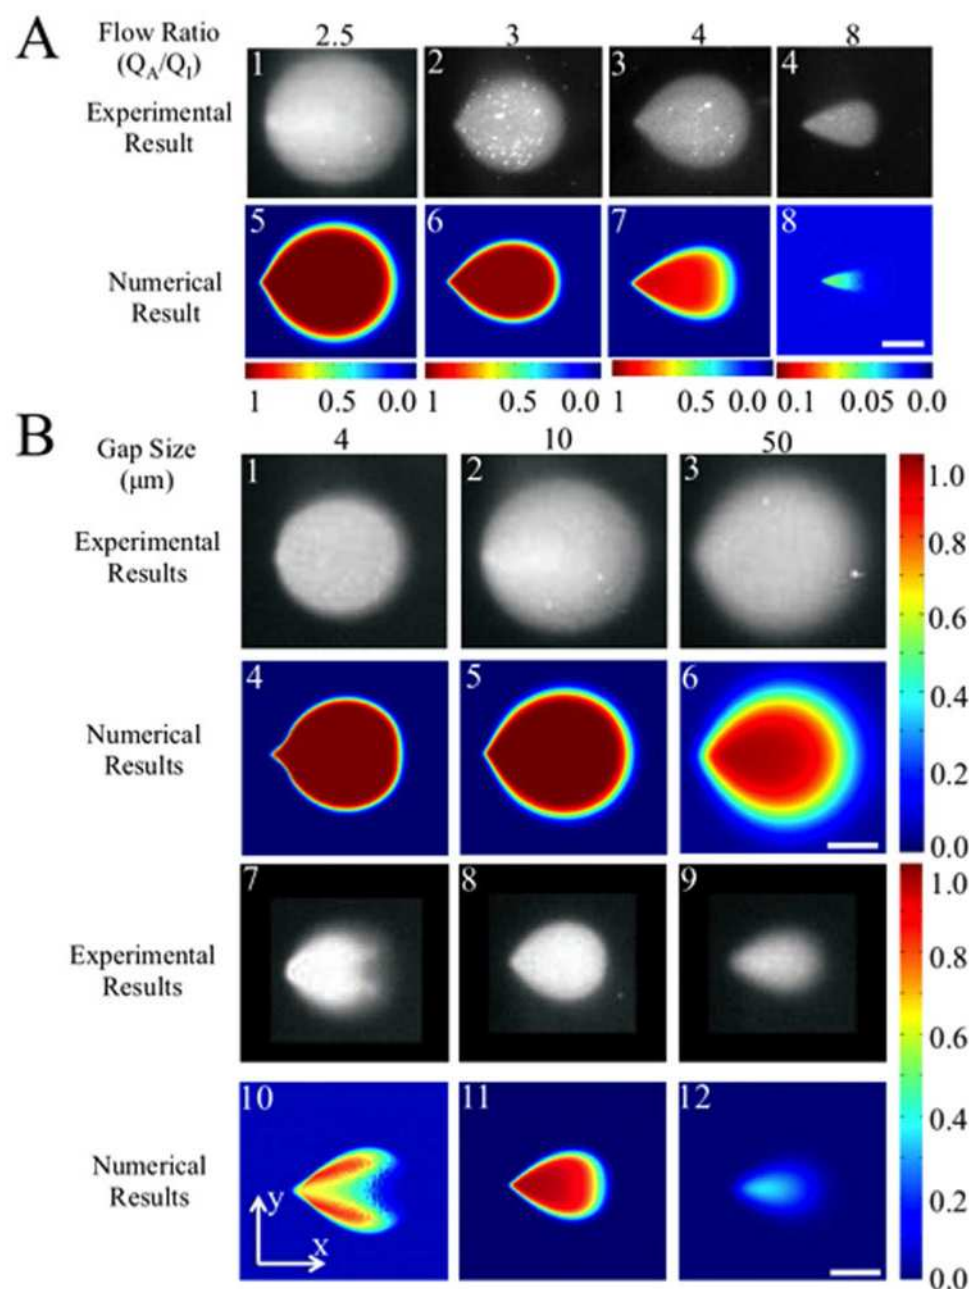 A
Flow Ratio
(QA/QI)
2.5
3
4
8
Experimental
Result
1
2
3
4
Numerical
Result
5
6
7
8
1 0.5 0.0
1 0.5 0.0
1 0.5 0.0
0.1 0.05 0.0
B
Gap Size
(μm)
4
10
50
Experimental
Results
1
2
3
1.0
0.8
0.6
0.4
0.2
0.0
Numerical
Results
4
5
6
Experimental
Results
7
8
9
1.0
0.8
0.6
0.4
0.2
0.0
Numerical
Results
10
11
12
y
x